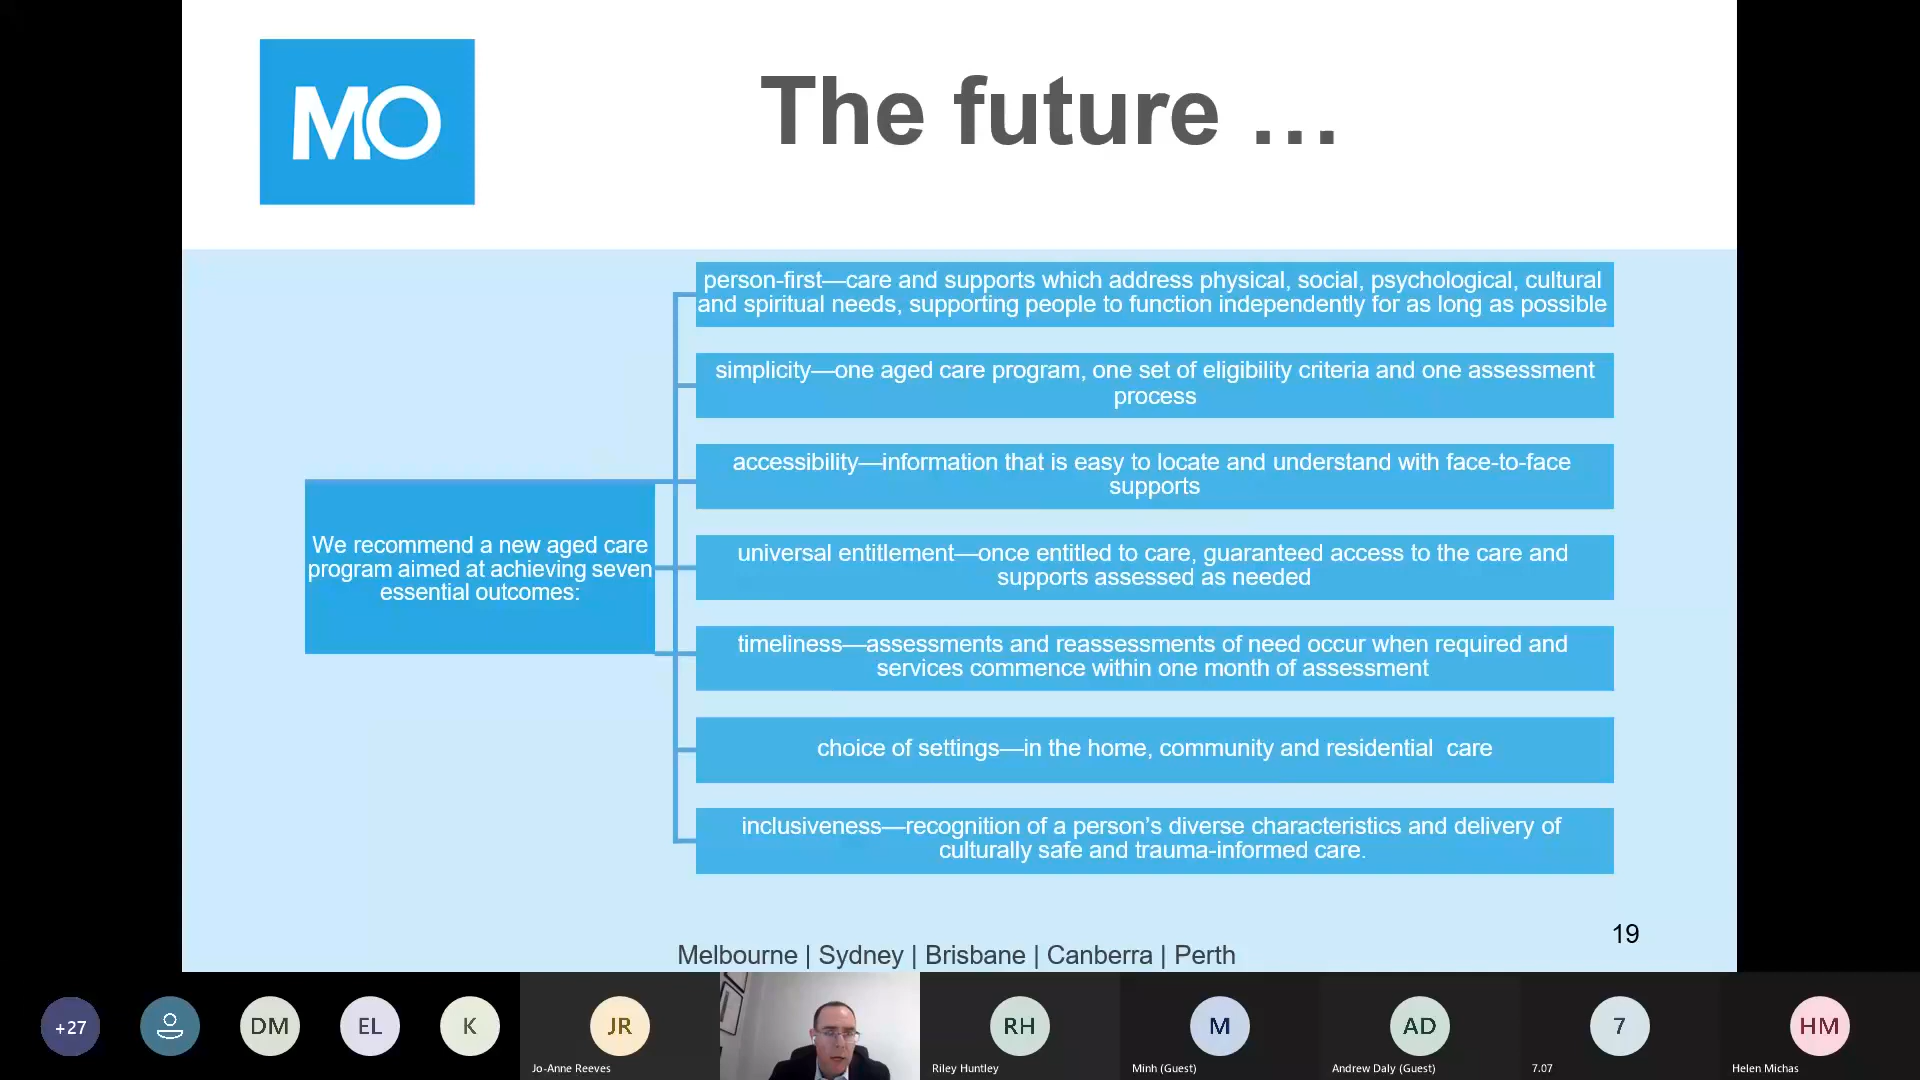 MO
The future ...
We recommend a new aged care
program aimed at achieving seven
essential outcomes:
person-first—care and supports which address physical, social, psychological, cultural
and spiritual needs, supporting people to function independently for as long as possible
simplicity—one aged care program, one set of eligibility criteria and one assessment
process
accessibility—information that is easy to locate and understand with face-to-face
supports
universal entitlement—once entitled to care, guaranteed access to the care and
supports assessed as needed
timeliness—assessments and reassessments of need occur when required and
services commence within one month of assessment
choice of settings—in the home, community and residential  care
inclusiveness—recognition of a person’s diverse characteristics and delivery of
culturally safe and trauma-informed care.
19
Melbourne | Sydney | Brisbane | Canberra | Perth
+27
DM
EL
K
JR
RH
M
AD
7
HM
Jo-Anne Reeves
Riley Huntley
Minh (Guest)
Andrew Daly (Guest)
7.07
Helen Michas